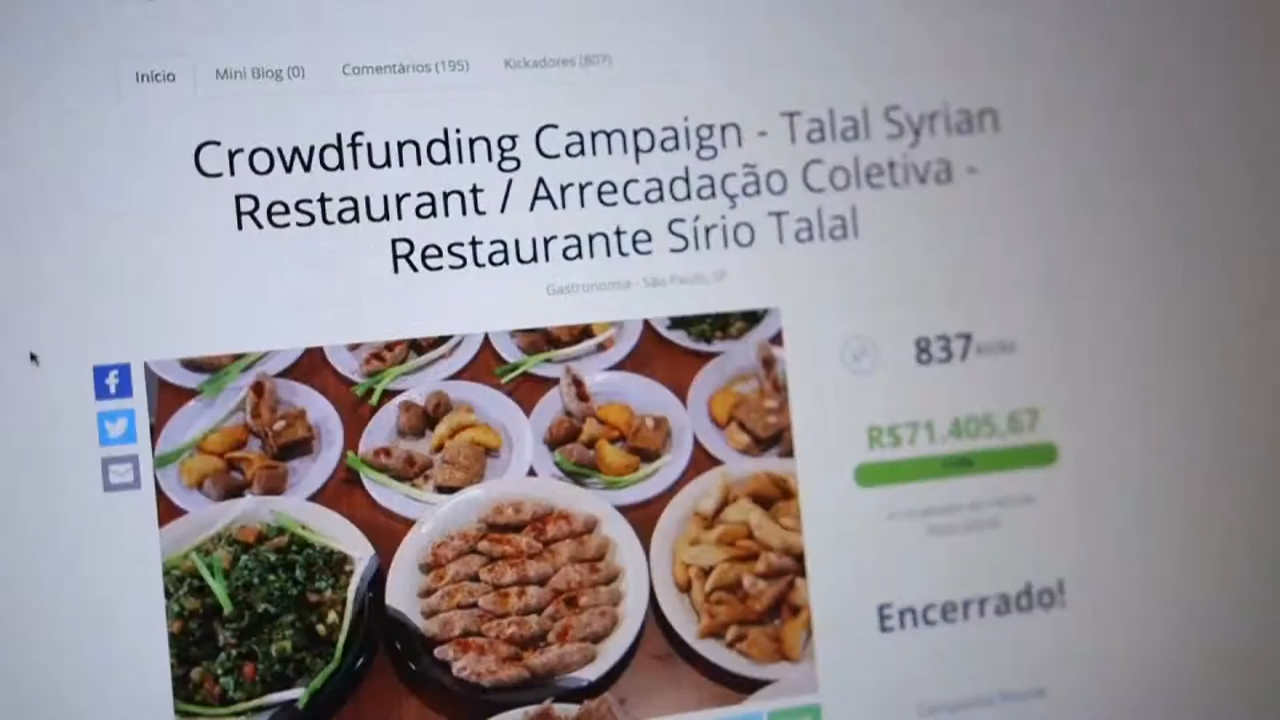 Início
Mini Blog (0)
Comentários (195)
Kickadores (807)
Crowdfunding Campaign - Talal Syrian
Restaurant / Arrecadação Coletiva -
Restaurante Sírio Talal
Gastronomia - São Paulo, SP
837
R$71.405,67
Encerrado!